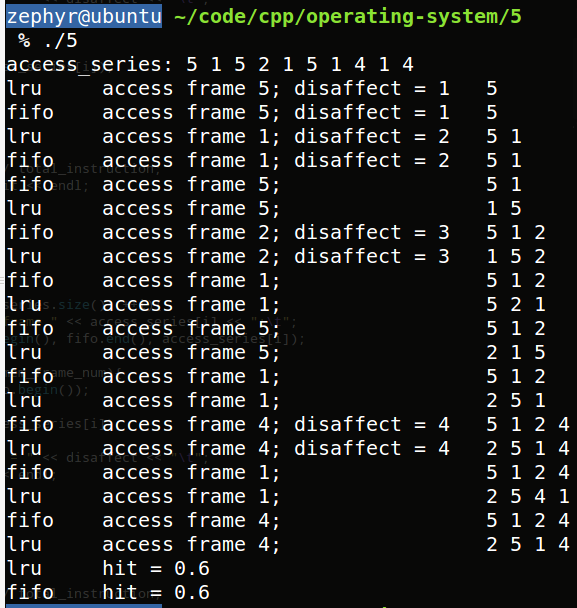 zephyr@ubuntu ~/code/cpp/operating-system/5
% ./5
access_series: 5 1 5 2 1 5 1 4 1 4
lru access frame 5; disaffect = 1 5
fifo access frame 5; disaffect = 1 5
lru access frame 1; disaffect = 2 5 1
fifo access frame 1; disaffect = 2 5 1
fifo access frame 5; 5 1
lru access frame 5; 1 5
fifo access frame 2; disaffect = 3 5 1 2
lru access frame 2; disaffect = 3 1 5 2
fifo access frame 1; 5 1 2
lru access frame 1; 5 2 1
fifo access frame 5; 5 1 2
lru access frame 5; 2 1 5
fifo access frame 1; 5 1 2
lru access frame 1; 2 5 1
fifo access frame 4; disaffect = 4 5 1 2 4
lru access frame 4; disaffect = 4 2 5 1 4
fifo access frame 1; 5 1 2 4
lru access frame 1; 2 5 4 1
fifo access frame 4; 5 1 2 4
lru access frame 4; 2 5 1 4
lru hit = 0.6
fifo hit = 0.6